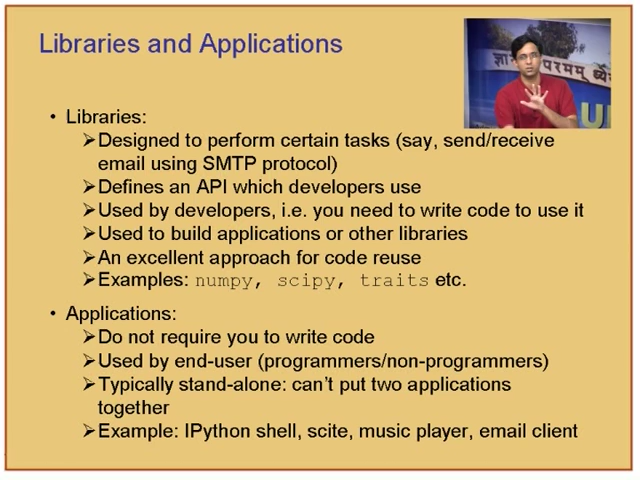 Libraries and Applications
ज्ञानम् परमम् ध्येयम्
U
• Libraries:
➢Designed to perform certain tasks (say, send/receive
email using SMTP protocol)
➢Defines an API which developers use
➢Used by developers, i.e. you need to write code to use it
➢Used to build applications or other libraries
➢An excellent approach for code reuse
➢Examples: numpy, scipy, traits etc.
• Applications:
➢Do not require you to write code
➢Used by end-user (programmers/non-programmers)
➢Typically stand-alone: can't put two applications
together
➢Example: IPython shell, scite, music player, email client